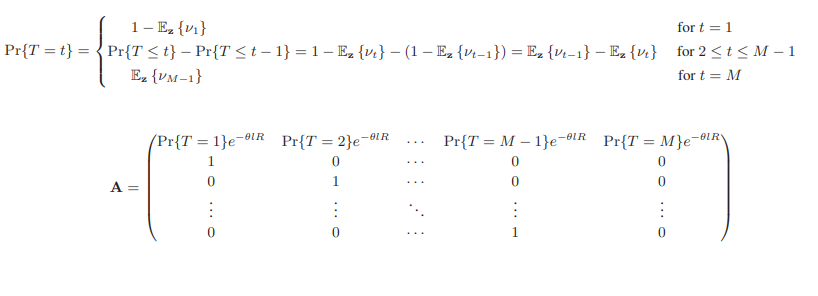 Pr{T = t} = { 1 − 𝔼_𝐳 {ν_1} for t = 1
Pr{T ≤ t} − Pr{T ≤ t − 1} = 1 − 𝔼_𝐳 {ν_t} − (1 − 𝔼_𝐳 {ν_{t−1}}) = 𝔼_𝐳 {ν_{t−1}} − 𝔼_𝐳 {ν_t} for 2 ≤ t ≤ M − 1
𝔼_𝐳 {ν_{M−1}} for t = M
Pr{T = 1}e^{−θlR} Pr{T = 2}e^{−θlR} ⋯ Pr{T = M − 1}e^{−θlR} Pr{T = M}e^{−θlR}
1 0 ⋯ 0 0
𝐀 = 0 1 ⋯ 0 0
⋮ ⋮ ⋱ ⋮ ⋮
0 0 ⋯ 1 0